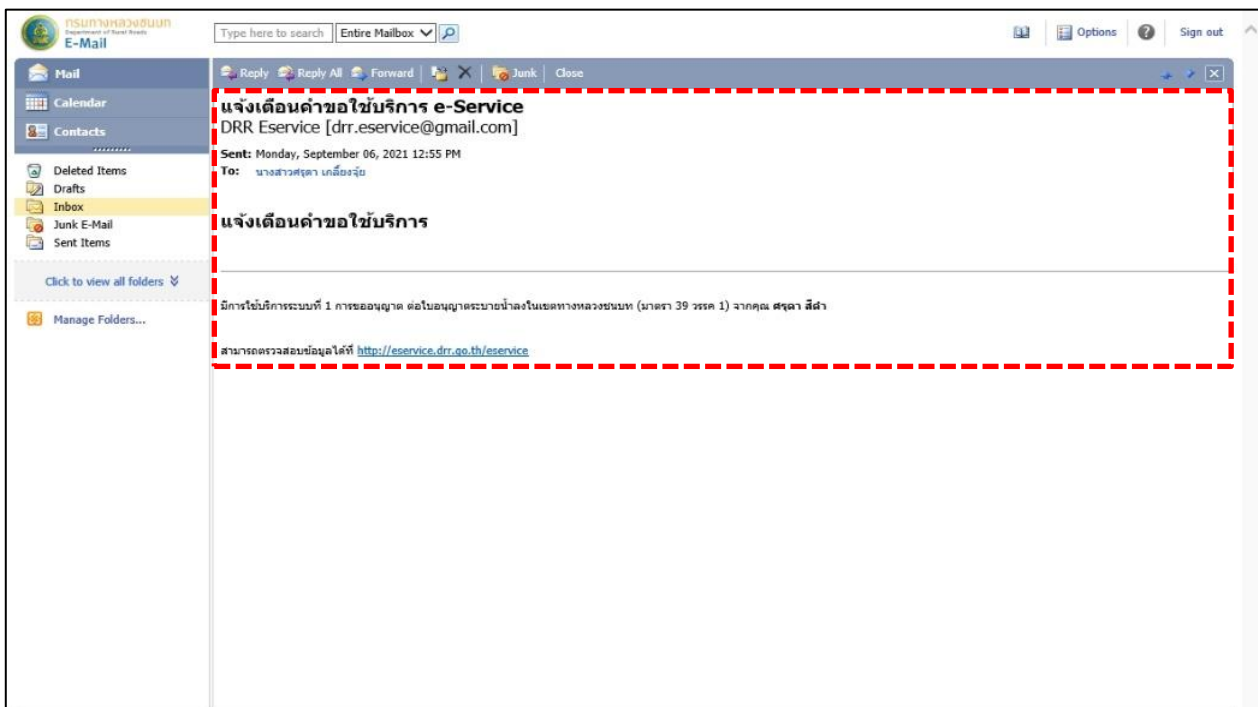 กรมทางหลวงชนบท
Department of Rural Roads
E-Mail
Type here to search Entire Mailbox
Options Sign out
Mail
Calendar
Contacts
Deleted Items
Drafts
Inbox
Junk E-Mail
Sent Items
Click to view all folders
Manage Folders...
Reply Reply All Forward Junk Close
แจ้งเตือนคำขอใช้บริการ e-Service
DRR Eservice [drr.eservice@gmail.com]
Sent: Monday, September 06, 2021 12:55 PM
To: นางสาวศรุดา เกลี้ยงจุ้ย
แจ้งเตือนคำขอใช้บริการ
มีการใช้บริการระบบที่ 1 การขออนุญาต ต่อใบอนุญาตระบายน้ำลงในเขตทางหลวงชนบท (มาตรา 39 วรรค 1) จากคุณ ศรุดา สีดำ
สามารถตรวจสอบข้อมูลได้ที่ http://eservice.drr.go.th/eservice